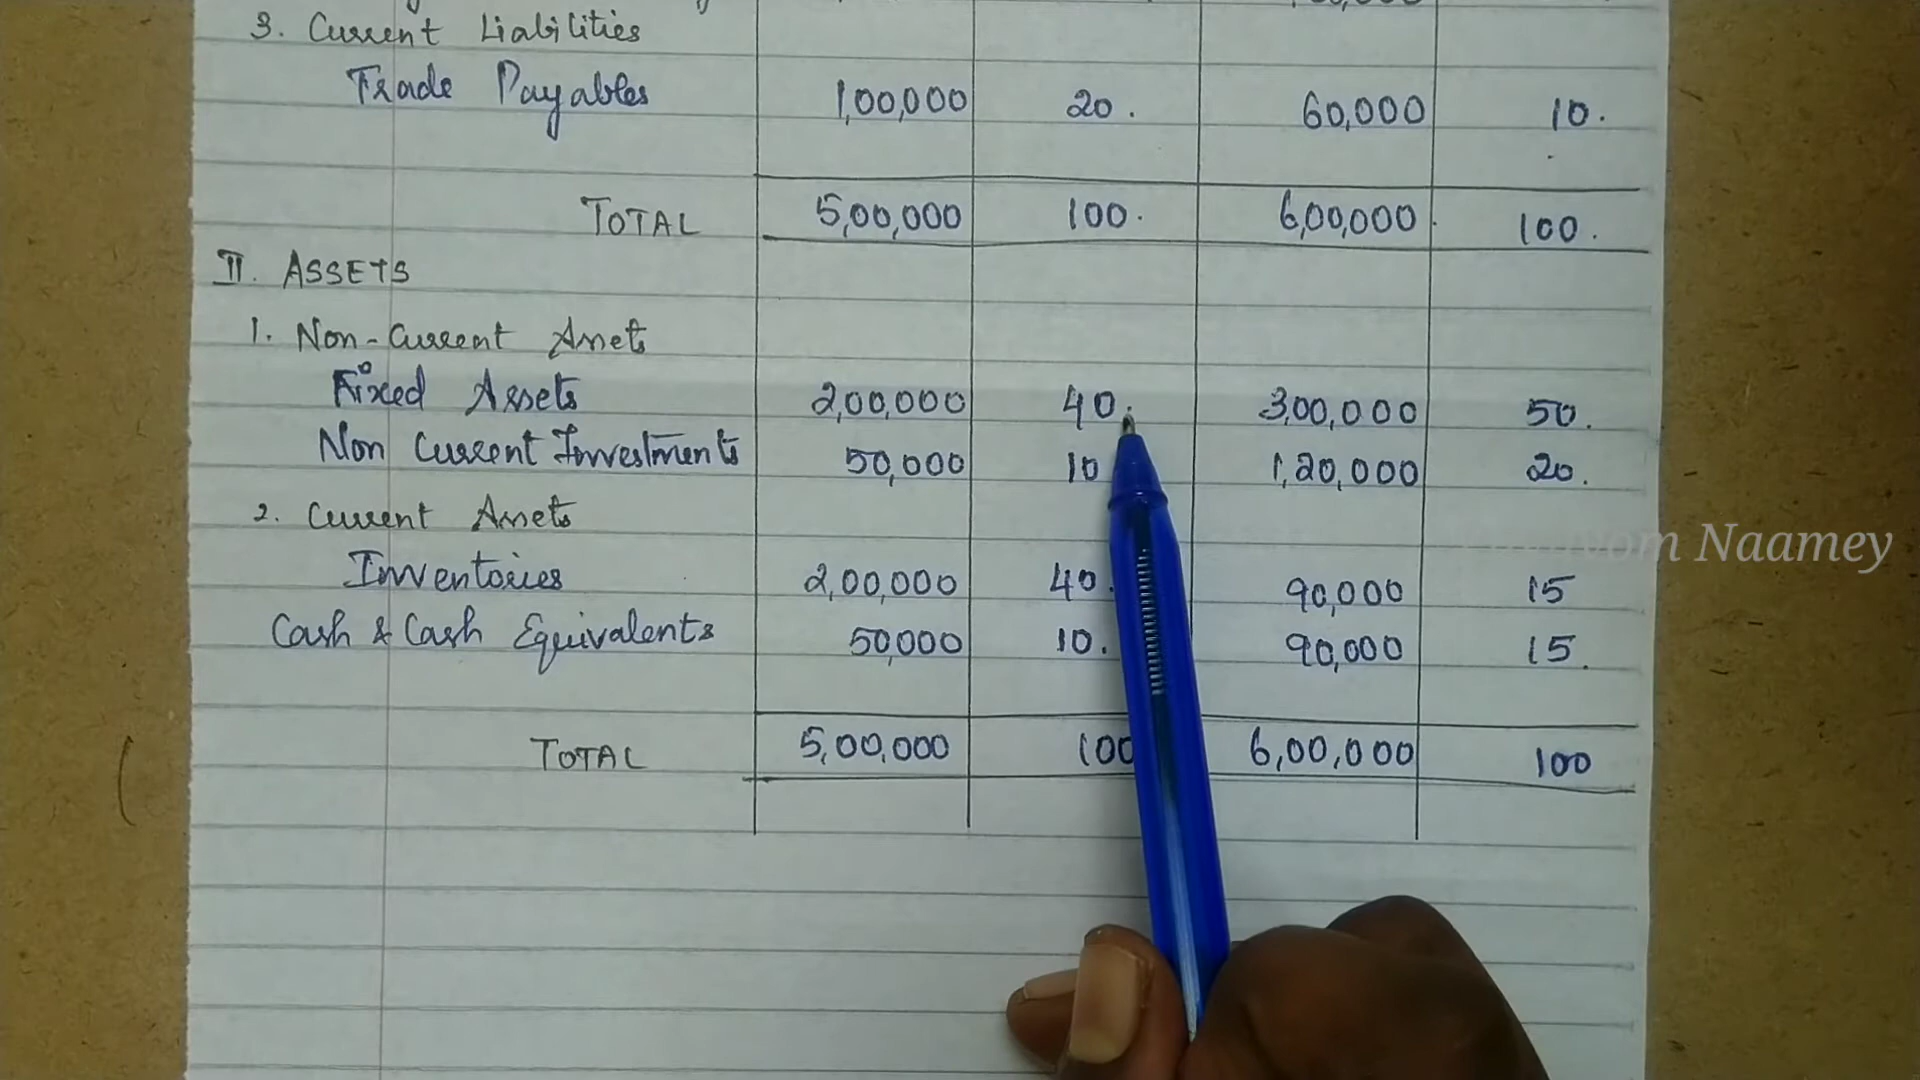 3. Current Liabilities
Trade Payables 1,00,000 20. 60,000 10.
TOTAL 5,00,000 100. 6,00,000. 100.
II. ASSETS
1. Non-Current Assets
Fixed Assets 2,00,000 40. 3,00,000 50.
Non Current Investments 50,000 10 1,20,000 20.
2. Current Assets
Naamey
Inventories 2,00,000 40. 90,000 15
Cash & Cash Equivalents 50,000 10. 90,000 15.
TOTAL 5,00,000 100 6,00,000 100